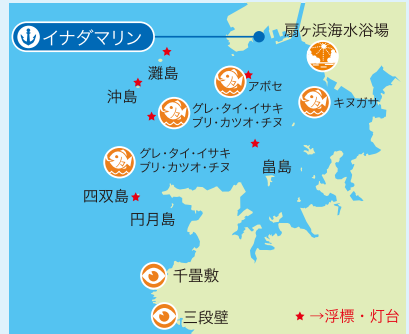 イナダマリン
扇ヶ浜海水浴場
灘島
沖島
アボセ
キヌガサ
グレ・タイ・イサキ
ブリ・カツオ・チヌ
グレ・タイ・イサキ
ブリ・カツオ・チヌ
畠島
四双島
円月島
千畳敷
三段壁
★→浮標・灯台